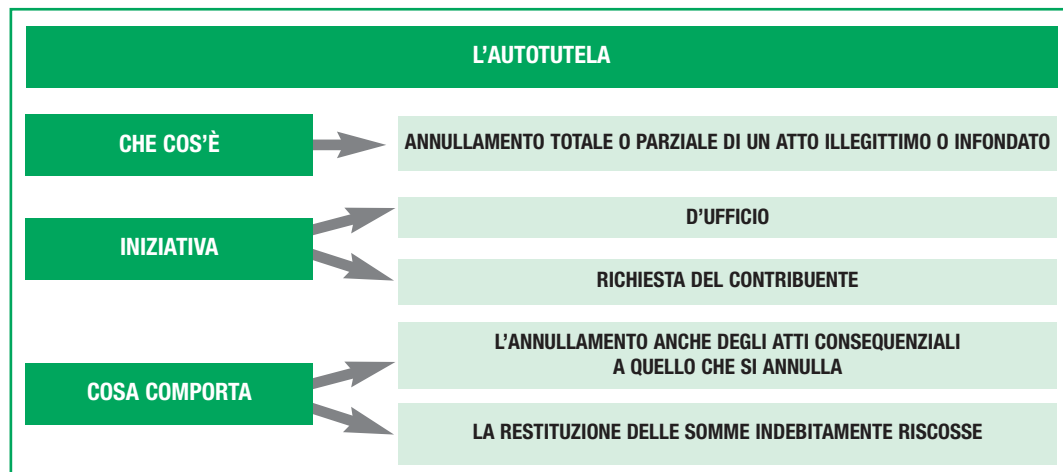 L'AUTOTUTELA
CHE COS'È
ANNULLAMENTO TOTALE O PARZIALE DI UN ATTO ILLEGITTIMO O INFONDATO
INIZIATIVA
D'UFFICIO
RICHIESTA DEL CONTRIBUENTE
COSA COMPORTA
L'ANNULLAMENTO ANCHE DEGLI ATTI CONSEQUENZIALI
A QUELLO CHE SI ANNULLA
LA RESTITUZIONE DELLE SOMME INDEBITAMENTE RISCOSSE